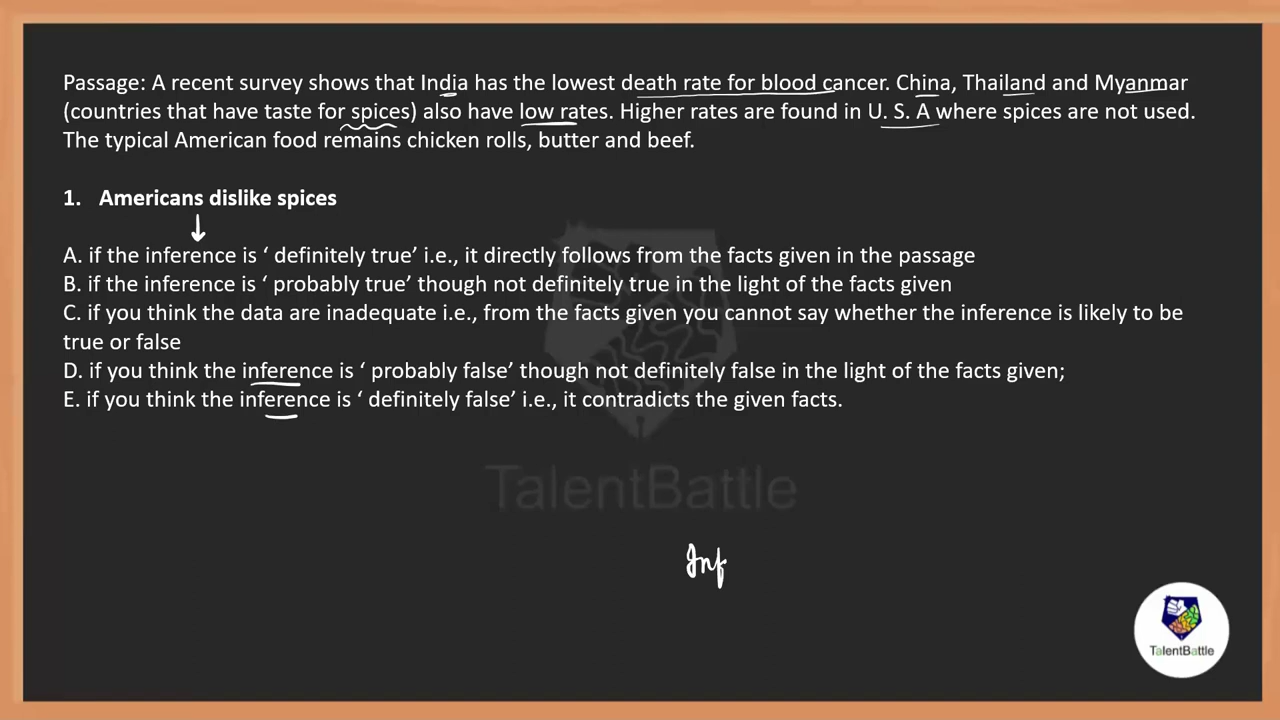 Passage: A recent survey shows that India has the lowest death rate for blood cancer. China, Thailand and Myanmar
(countries that have taste for spices) also have low rates. Higher rates are found in U. S. A where spices are not used.
The typical American food remains chicken rolls, butter and beef.
1. Americans dislike spices
A. if the inference is ‘ definitely true’ i.e., it directly follows from the facts given in the passage
B. if the inference is ‘ probably true’ though not definitely true in the light of the facts given
C. if you think the data are inadequate i.e., from the facts given you cannot say whether the inference is likely to be
true or false
D. if you think the inference is ‘ probably false’ though not definitely false in the light of the facts given;
E. if you think the inference is ‘ definitely false’ i.e., it contradicts the given facts.
TalentBattle
Inf
TalentBattle